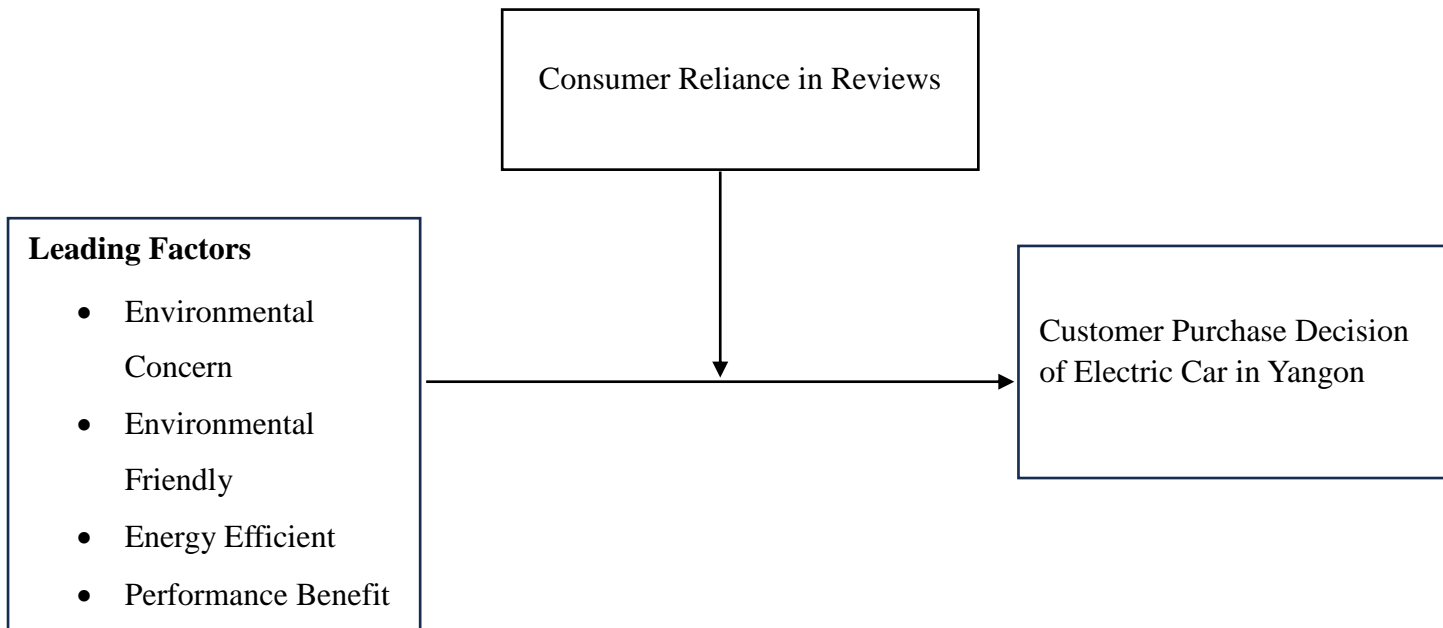 Consumer Reliance in Reviews
Leading Factors
• Environmental
Concern
• Environmental
Friendly
• Energy Efficient
• Performance Benefit
Customer Purchase Decision
of Electric Car in Yangon